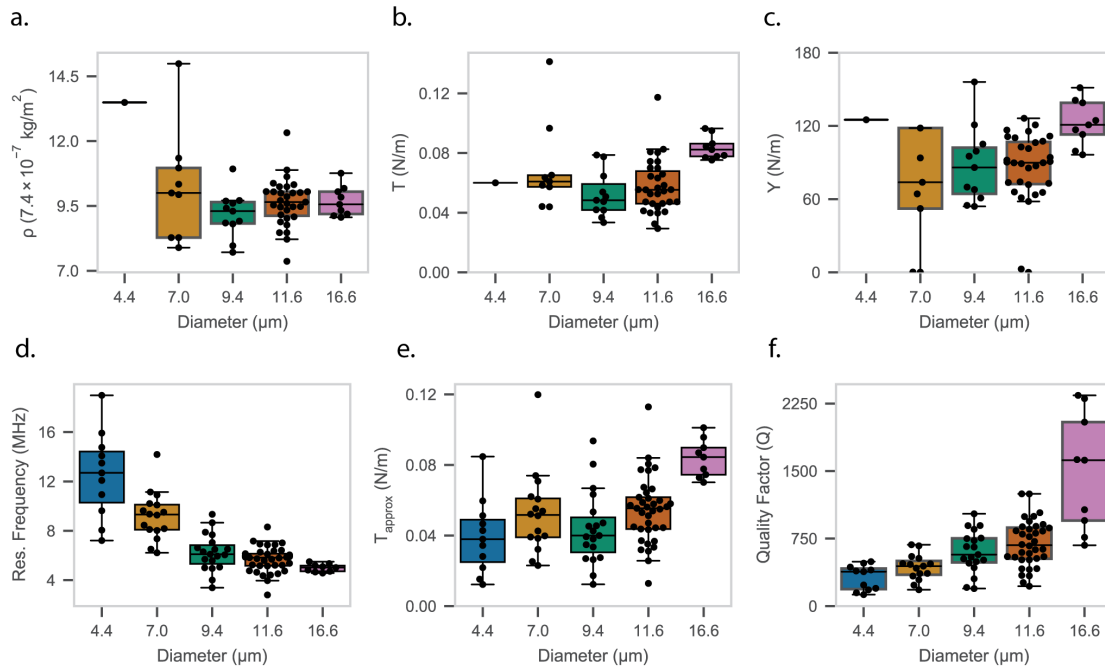 a.
ρ (7.4 × 10⁻⁷ kg/m²)
14.5
12.0
9.5
7.0
4.4 7.0 9.4 11.6 16.6
Diameter (μm)
b.
T (N/m)
0.12
0.08
0.04
0.00
4.4 7.0 9.4 11.6 16.6
Diameter (μm)
c.
Y (N/m)
180
120
60
0
4.4 7.0 9.4 11.6 16.6
Diameter (μm)
d.
Res. Frequency (MHz)
16
12
8
4
4.4 7.0 9.4 11.6 16.6
Diameter (μm)
e.
Tapprox (N/m)
0.12
0.08
0.04
0.00
4.4 7.0 9.4 11.6 16.6
Diameter (μm)
f.
Quality Factor (Q)
2250
1500
750
0
4.4 7.0 9.4 11.6 16.6
Diameter (μm)